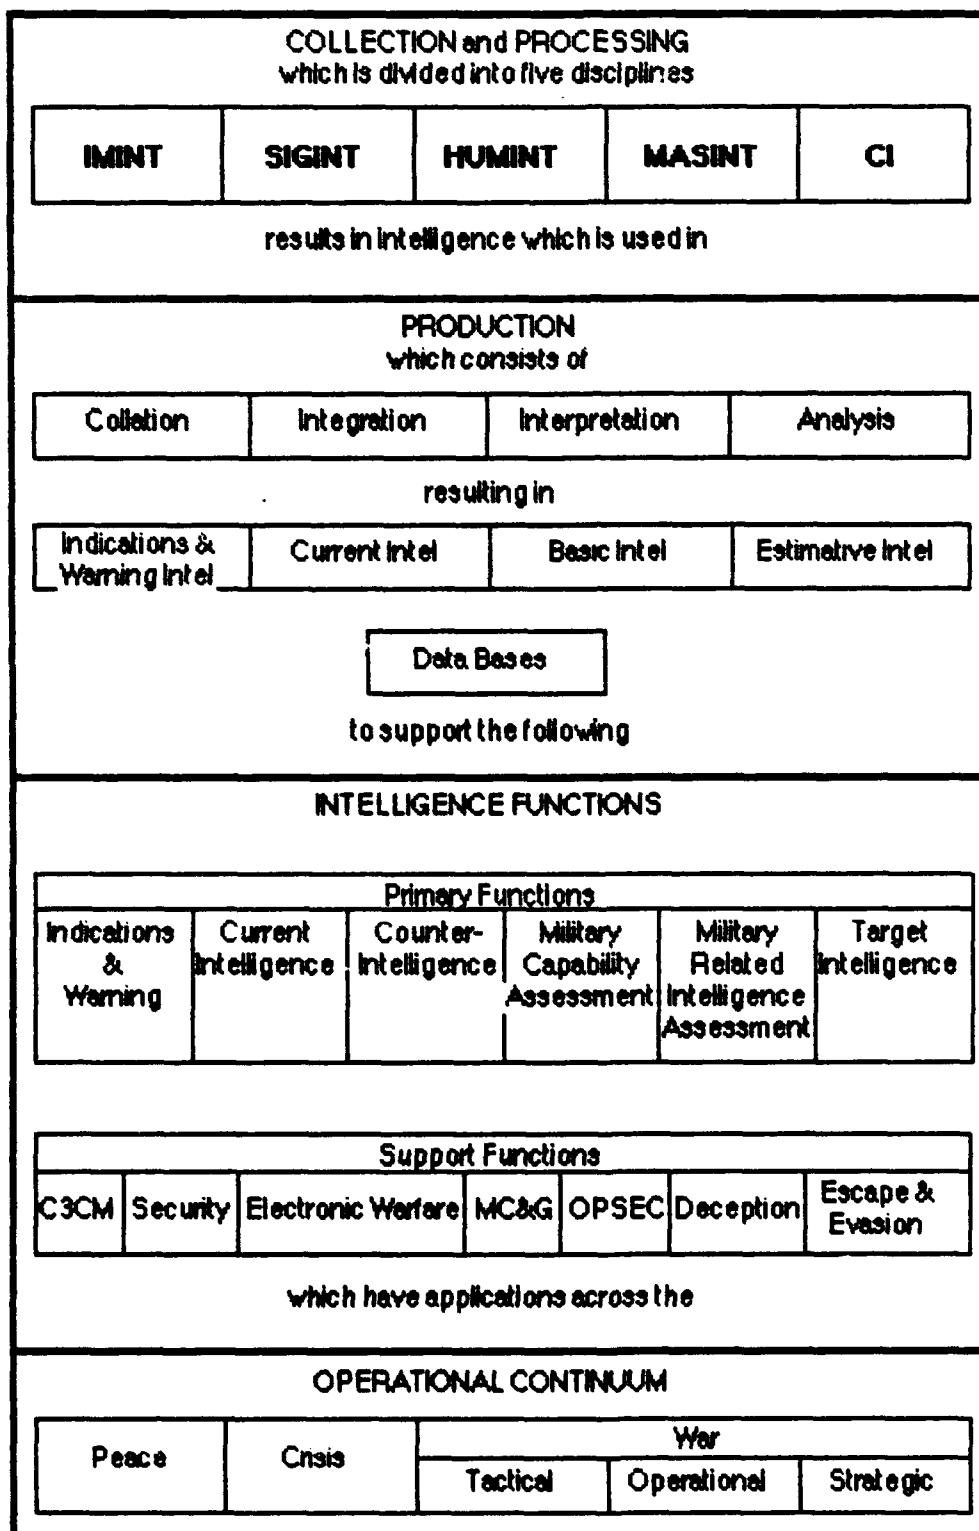 COLLECTION and PROCESSING
which is divided into five disciplines
IMINT SIGINT HUMINT MASINT CI
results in intelligence which is used in
PRODUCTION
which consists of
Collation Integration Interpretation Analysis
resulting in
Indications & Warning Intel
Current Intel
Basic Intel
Estimative Intel
Data Bases
to support the following
INTELLIGENCE FUNCTIONS
Primary Functions
Indications
&
Warning
Current
Intelligence
Counter-
Intelligence
Military
Capability
Assessment
Military
Related
Intelligence
Assessment
Target
Intelligence
Support Functions
C3CM Security Electronic Warfare MC&G OPSEC Deception
Escape &
Evasion
which have applications across the
OPERATIONAL CONTINUUM
Peace Crisis
War
Tactical Operational Strategic